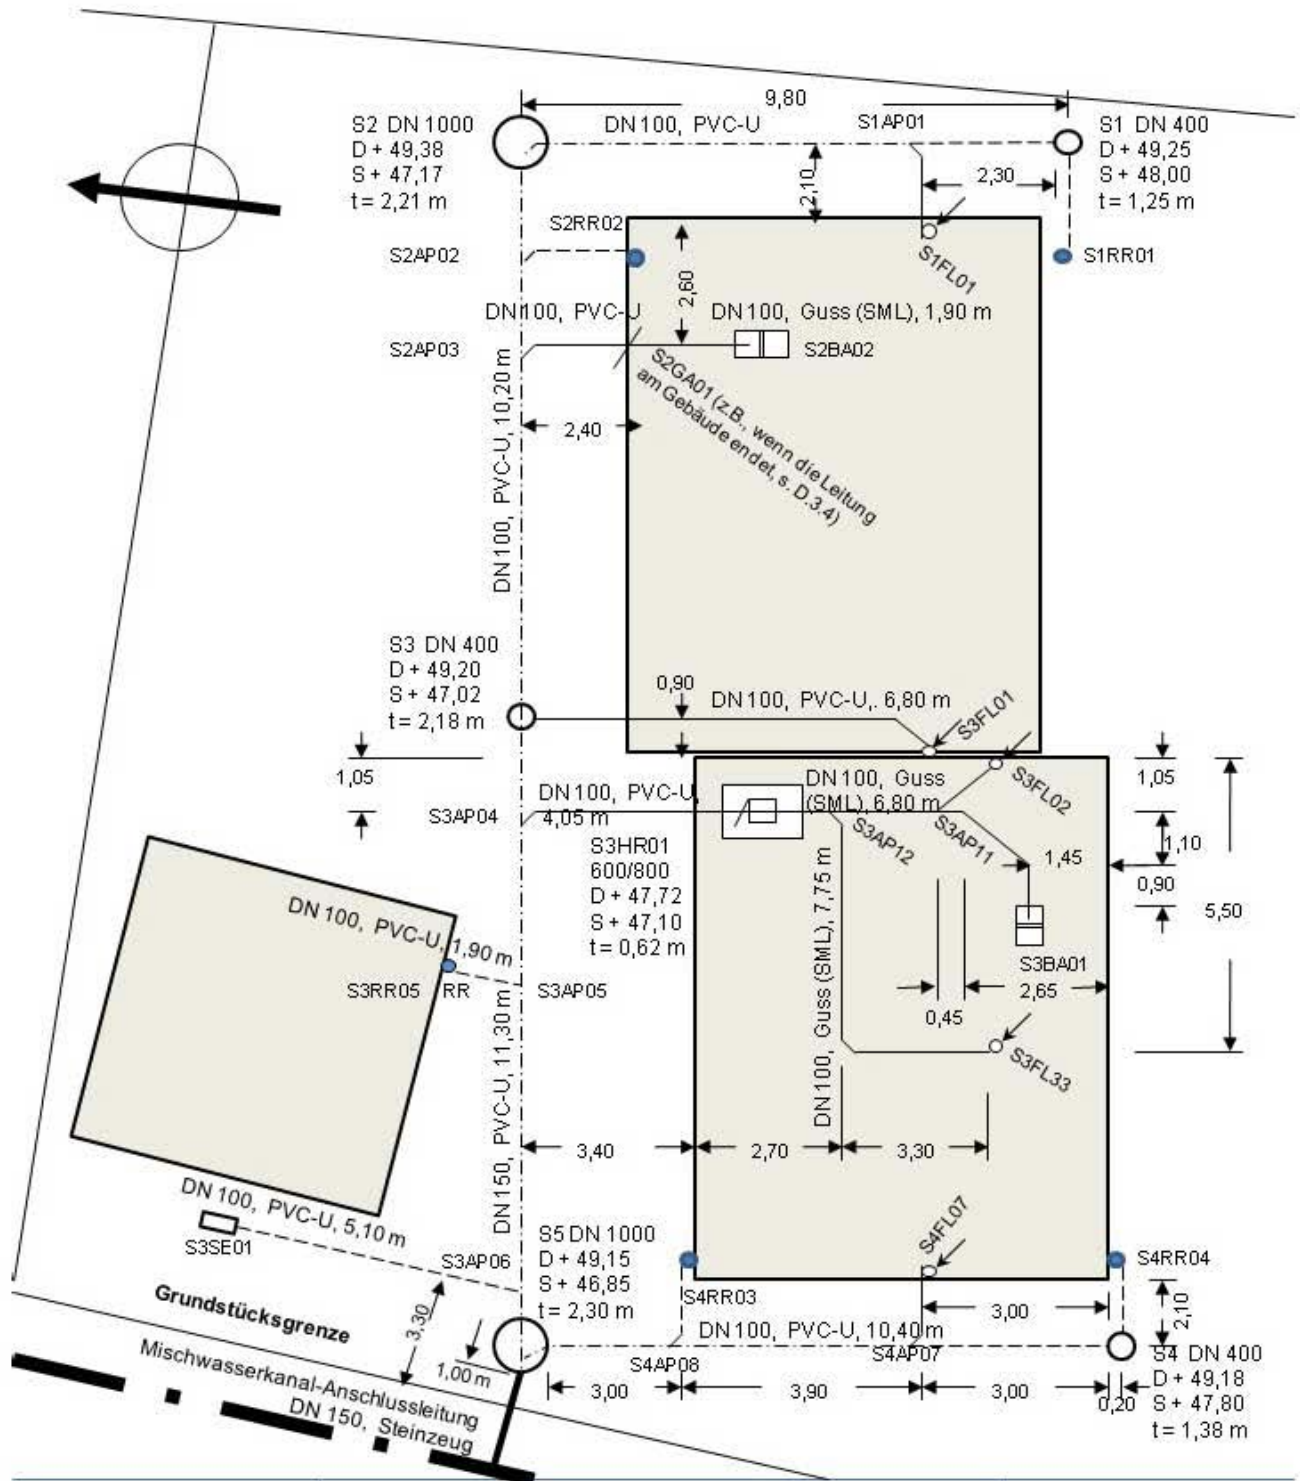 9,80
S2 DN 1000
D + 49,38
S + 47,17
t = 2,21 m
DN100, PVC-U
S1AP01
S1 DN 400
D + 49,25
S + 48,00
t = 1,25 m
2,10
2,30
S2RR02
S2AP02
S1FL01
S1RR01
2,60
DN100, PVC-U
DN100, Guss (SML), 1,90 m
S2AP03
S2BA02
S2GA01 (z.B., wenn die Leitung
am Gebäude endet, s. D.3.4)
2,40
DN100, PVC-U, 10,20 m
S3 DN 400
D + 49,20
S + 47,02
t = 2,18 m
0,90
DN100, PVC-U,. 6,80 m
S3FL01
S3FL02
1,05
1,05
DN100, PVC-U,
4,05 m
DN100, Guss
(SML), 6,80 m
S3AP04
S3HR01
600/800
D + 47,72
S + 47,10
t = 0,62 m
S3AP12
S3AP11
1,45
1,10
0,90
5,50
DN 100, PVC-U, 1,90 m
DN100, Guss (SML), 7,75 m
S3BA01
S3RR05
RR
S3AP05
0,45
2,65
S3FL33
DN150, PVC-U, 11,30 m
3,40
2,70
3,30
DN 100, PVC-U, 5,10 m
S3SE01
S3AP06
S5 DN 1000
D + 49,15
S + 46,85
t = 2,30 m
S4FL07
S4RR04
S4RR03
3,00
2,10
Grundstücksgrenze
3,30
DN100, PVC-U, 10,40 m
Mischwasserkanal-Anschlussleitung
DN 150, Steinzeug
1,00 m
S4AP08
S4AP07
3,00
3,90
3,00
0,20
S4 DN 400
D + 49,18
S + 47,80
t = 1,38 m